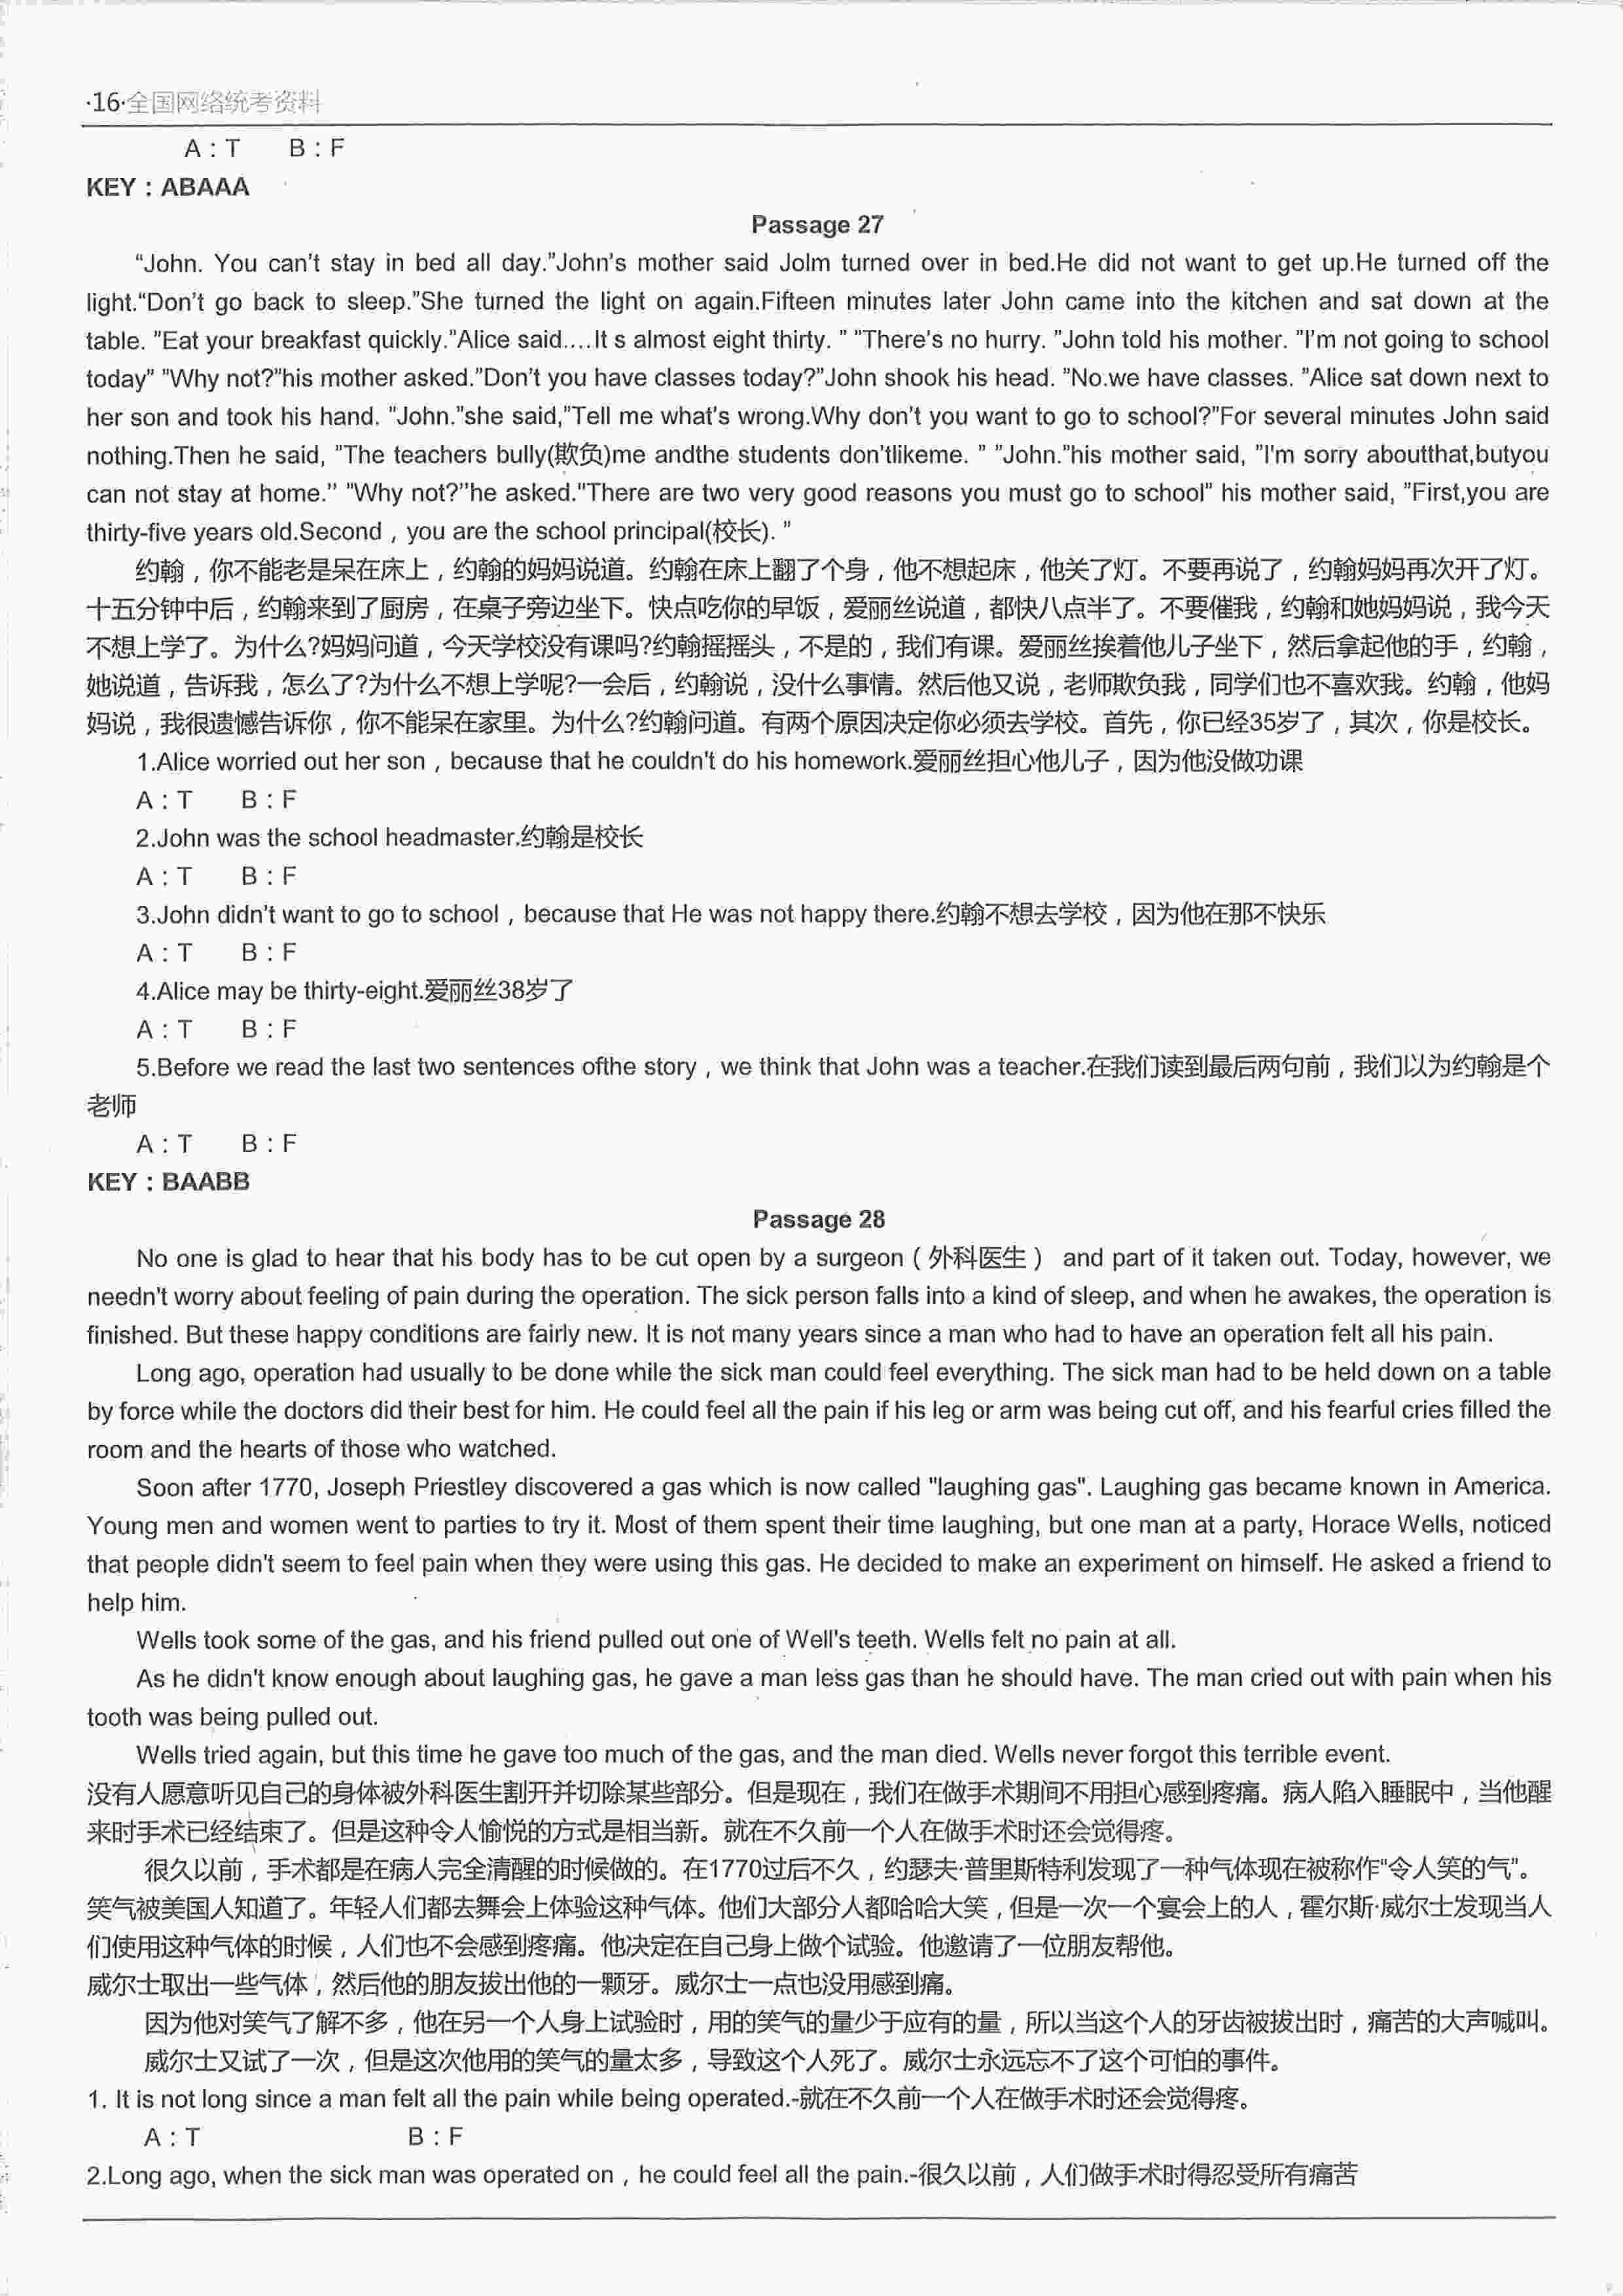 ·16·全国网络统考资料
A：T B：F
KEY：ABAAA
Passage 27
“John. You can’t stay in bed all day.”John’s mother said Jolm turned over in bed.He did not want to get up.He turned off the
light.“Don’t go back to sleep.”She turned the light on again.Fifteen minutes later John came into the kitchen and sat down at the
table. ”Eat your breakfast quickly.”Alice said....It s almost eight thirty. ” ”There's no hurry. ”John told his mother. ”I’m not going to school
today” ”Why not?”his mother asked.”Don’t you have classes today?”John shook his head. ”No.we have classes. ”Alice sat down next to
her son and took his hand. ”John.”she said,”Tell me what's wrong.Why don’t you want to go to school?”For several minutes John said
nothing.Then he said, ”The teachers bully(欺负)me andthe students don’tlikeme. ” ”John.”his mother said, ”I'm sorry aboutthat,butyou
can not stay at home.” ”Why not?”he asked.”There are two very good reasons you must go to school” his mother said, ”First,you are
thirty-five years old.Second，you are the school principal(校长). ”
约翰，你不能老是呆在床上，约翰的妈妈说道。约翰在床上翻了个身，他不想起床，他关了灯。不要再说了，约翰妈妈再次开了灯。
十五分钟中后，约翰来到了厨房，在桌子旁边坐下。快点吃你的早饭，爱丽丝说道，都快八点半了。不要催我，约翰和她妈妈说，我今天
不想上学了。为什么?妈妈问道，今天学校没有课吗?约翰摇摇头，不是的，我们有课。爱丽丝挨着他儿子坐下，然后拿起他的手，约翰，
她说道，告诉我，怎么了?为什么不想上学呢?一会后，约翰说，没什么事情。然后他又说，老师欺负我，同学们也不喜欢我。约翰，他妈
妈说，我很遗憾告诉你，你不能呆在家里。为什么?约翰问道。有两个原因决定你必须去学校。首先，你已经35岁了，其次，你是校长。
1.Alice worried out her son，because that he couldn't do his homework.爱丽丝担心他儿子，因为他没做功课
A：T B：F
2.John was the school headmaster.约翰是校长
A：T B：F
3.John didn’t want to go to school，because that He was not happy there.约翰不想去学校，因为他在那不快乐
A：T B：F
4.Alice may be thirty-eight.爱丽丝38岁了
A：T B：F
5.Before we read the last two sentences ofthe story，we think that John was a teacher.在我们读到最后两句前，我们以为约翰是个
老师
A：T B：F
KEY：BAABB
Passage 28
No one is glad to hear that his body has to be cut open by a surgeon（外科医生） and part of it taken out. Today, however, we
needn't worry about feeling of pain during the operation. The sick person falls into a kind of sleep, and when he awakes, the operation is
finished. But these happy conditions are fairly new. It is not many years since a man who had to have an operation felt all his pain.
Long ago, operation had usually to be done while the sick man could feel everything. The sick man had to be held down on a table
by force while the doctors did their best for him. He could feel all the pain if his leg or arm was being cut off, and his fearful cries filled the
room and the hearts of those who watched.
Soon after 1770, Joseph Priestley discovered a gas which is now called "laughing gas". Laughing gas became known in America.
Young men and women went to parties to try it. Most of them spent their time laughing, but one man at a party, Horace Wells, noticed
that people didn't seem to feel pain when they were using this gas. He decided to make an experiment on himself. He asked a friend to
help him.
Wells took some of the gas, and his friend pulled out one of Well's teeth. Wells felt no pain at all.
As he didn't know enough about laughing gas, he gave a man less gas than he should have. The man cried out with pain when his
tooth was being pulled out.
Wells tried again, but this time he gave too much of the gas, and the man died. Wells never forgot this terrible event.
没有人愿意听见自己的身体被外科医生割开并切除某些部分。但是现在，我们在做手术期间不用担心感到疼痛。病人陷入睡眠中，当他醒
来时手术已经结束了。但是这种令人愉悦的方式是相当新。就在不久前一个人在做手术时还会觉得疼。
很久以前，手术都是在病人完全清醒的时候做的。在1770过后不久，约瑟夫·普里斯特利发现了一种气体现在被称作"令人笑的气"。
笑气被美国人知道了。年轻人们都去舞会上体验这种气体。他们大部分人都哈哈大笑，但是一次一个宴会上的人，霍尔斯·威尔士发现当人
们使用这种气体的时候，人们也不会感到疼痛。他决定在自己身上做个试验。他邀请了一位朋友帮他。
威尔士取出一些气体，然后他的朋友拔出他的一颗牙。威尔士一点也没用感到痛。
因为他对笑气了解不多，他在另一个人身上试验时，用的笑气的量少于应有的量，所以当这个人的牙齿被拔出时，痛苦的大声喊叫。
威尔士又试了一次，但是这次他用的笑气的量太多，导致这个人死了。威尔士永远忘不了这个可怕的事件。
1. It is not long since a man felt all the pain while being operated.-就在不久前一个人在做手术时还会觉得疼。
A：T B：F
2.Long ago, when the sick man was operated on，he could feel all the pain.-很久以前，人们做手术时得忍受所有痛苦